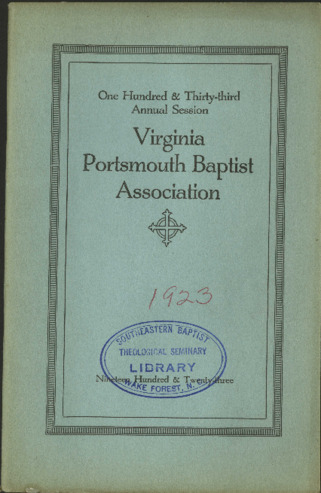 One Hundred & Thirty-third
Annual Session
Virginia
Portsmouth Baptist
Association
1923
SOUTHEASTERN BAPTIST
THEOLOGICAL SEMINARY
LIBRARY
Nineteen Hundred & Twenty-three
WAKE FOREST, N.